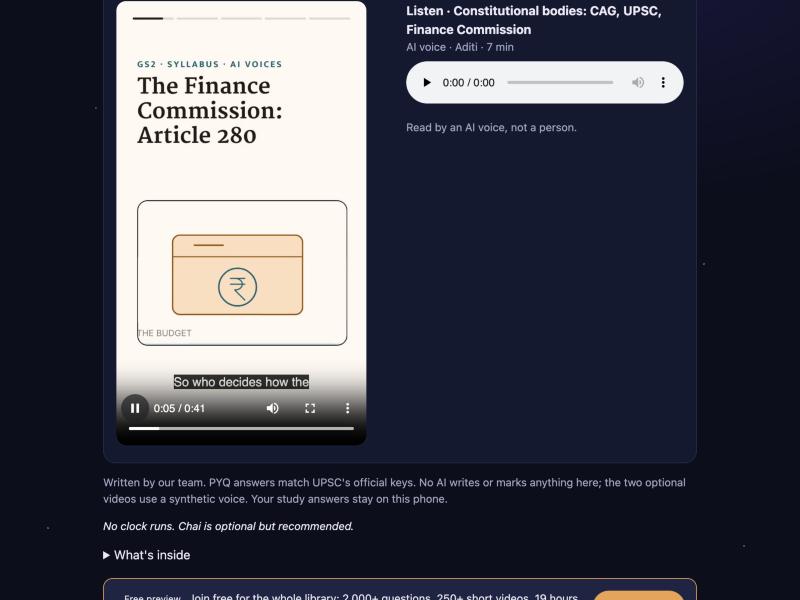 GS2 · SYLLABUS · AI VOICES
The Finance
Commission:
Article 280
THE BUDGET
So who decides how the
0:05 / 0:41
Listen · Constitutional bodies: CAG, UPSC,
Finance Commission
AI voice · Aditi · 7 min
0:00 / 0:00
Read by an AI voice, not a person.
Written by our team. PYQ answers match UPSC's official keys. No AI writes or marks anything here; the two optional
videos use a synthetic voice. Your study answers stay on this phone.
No clock runs. Chai is optional but recommended.
What's inside
Free preview Join free for the whole library: 2,000+ questions, 250+ short videos, 19 hours